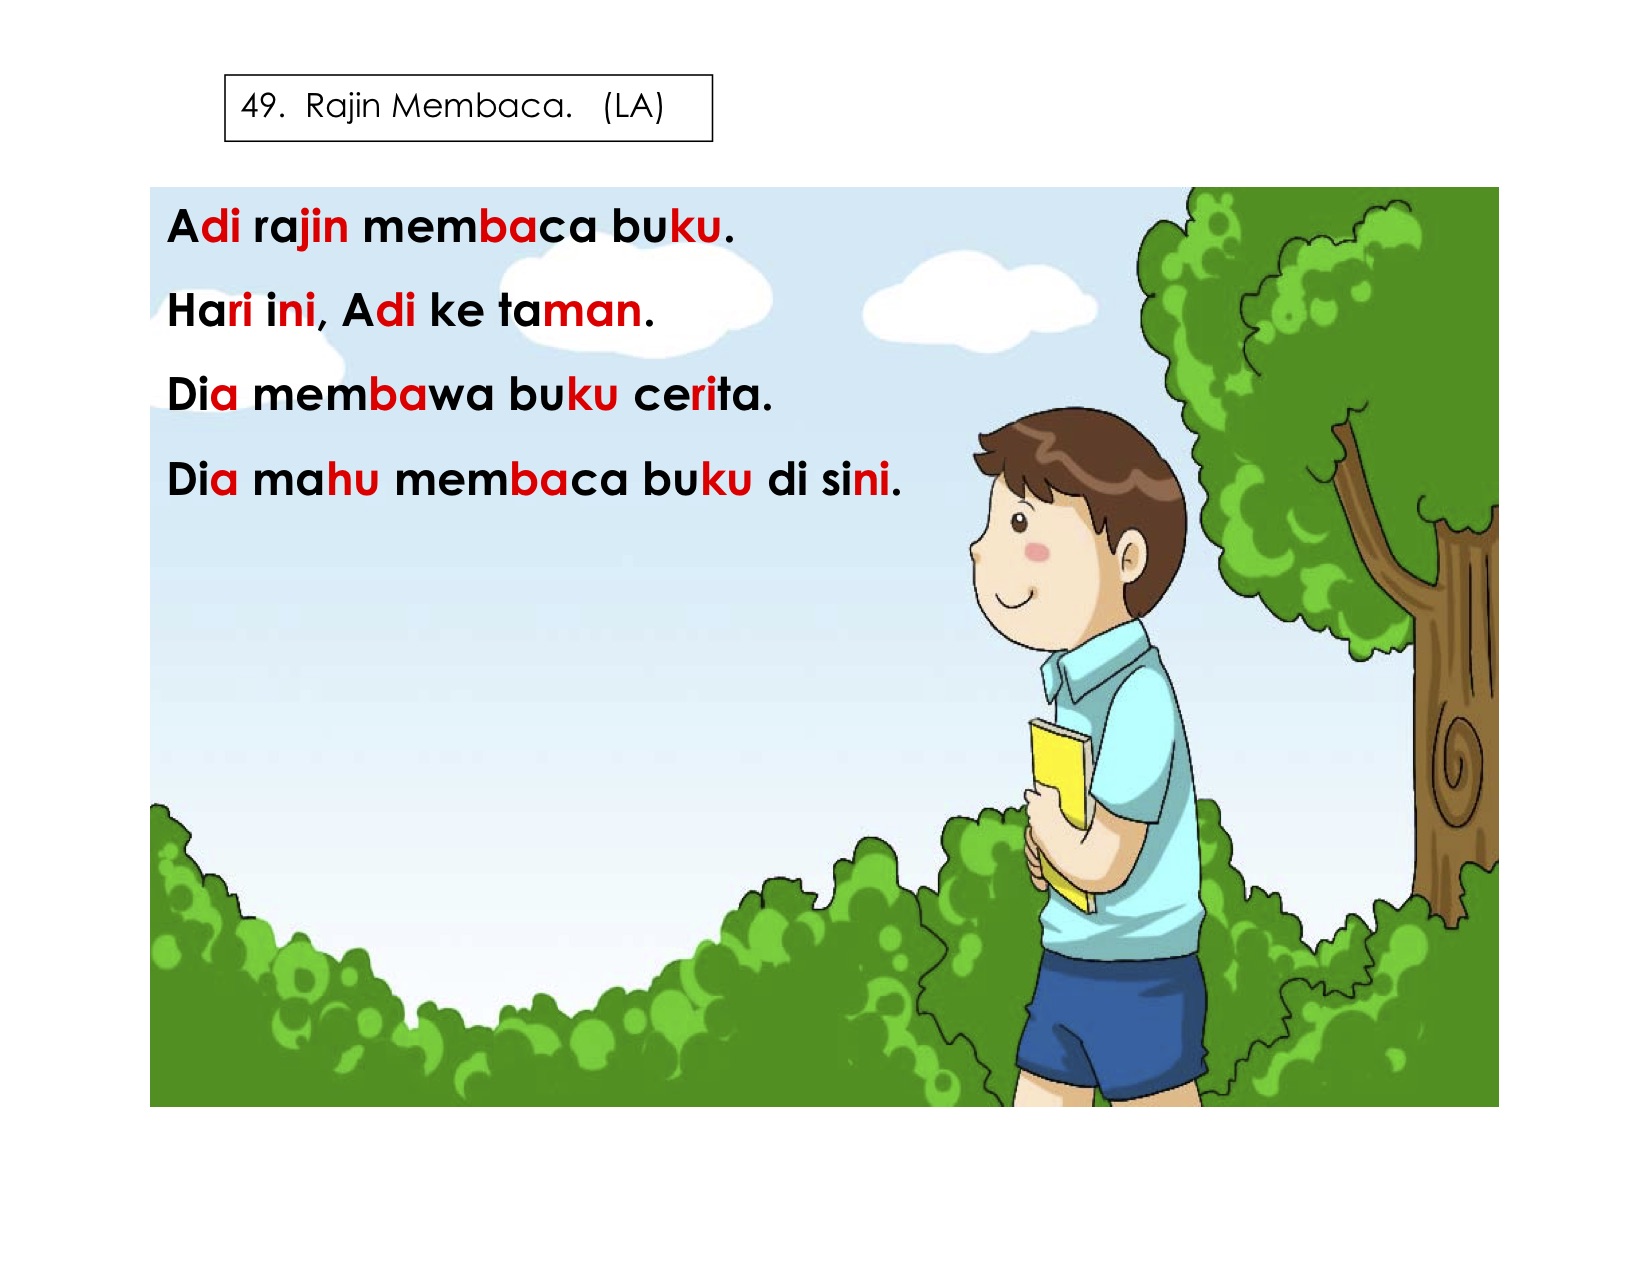 49. Rajin Membaca. (LA)
Adi rajin membaca buku.
Hari ini, Adi ke taman.
Dia membawa buku cerita.
Dia mahu membaca buku di sini.